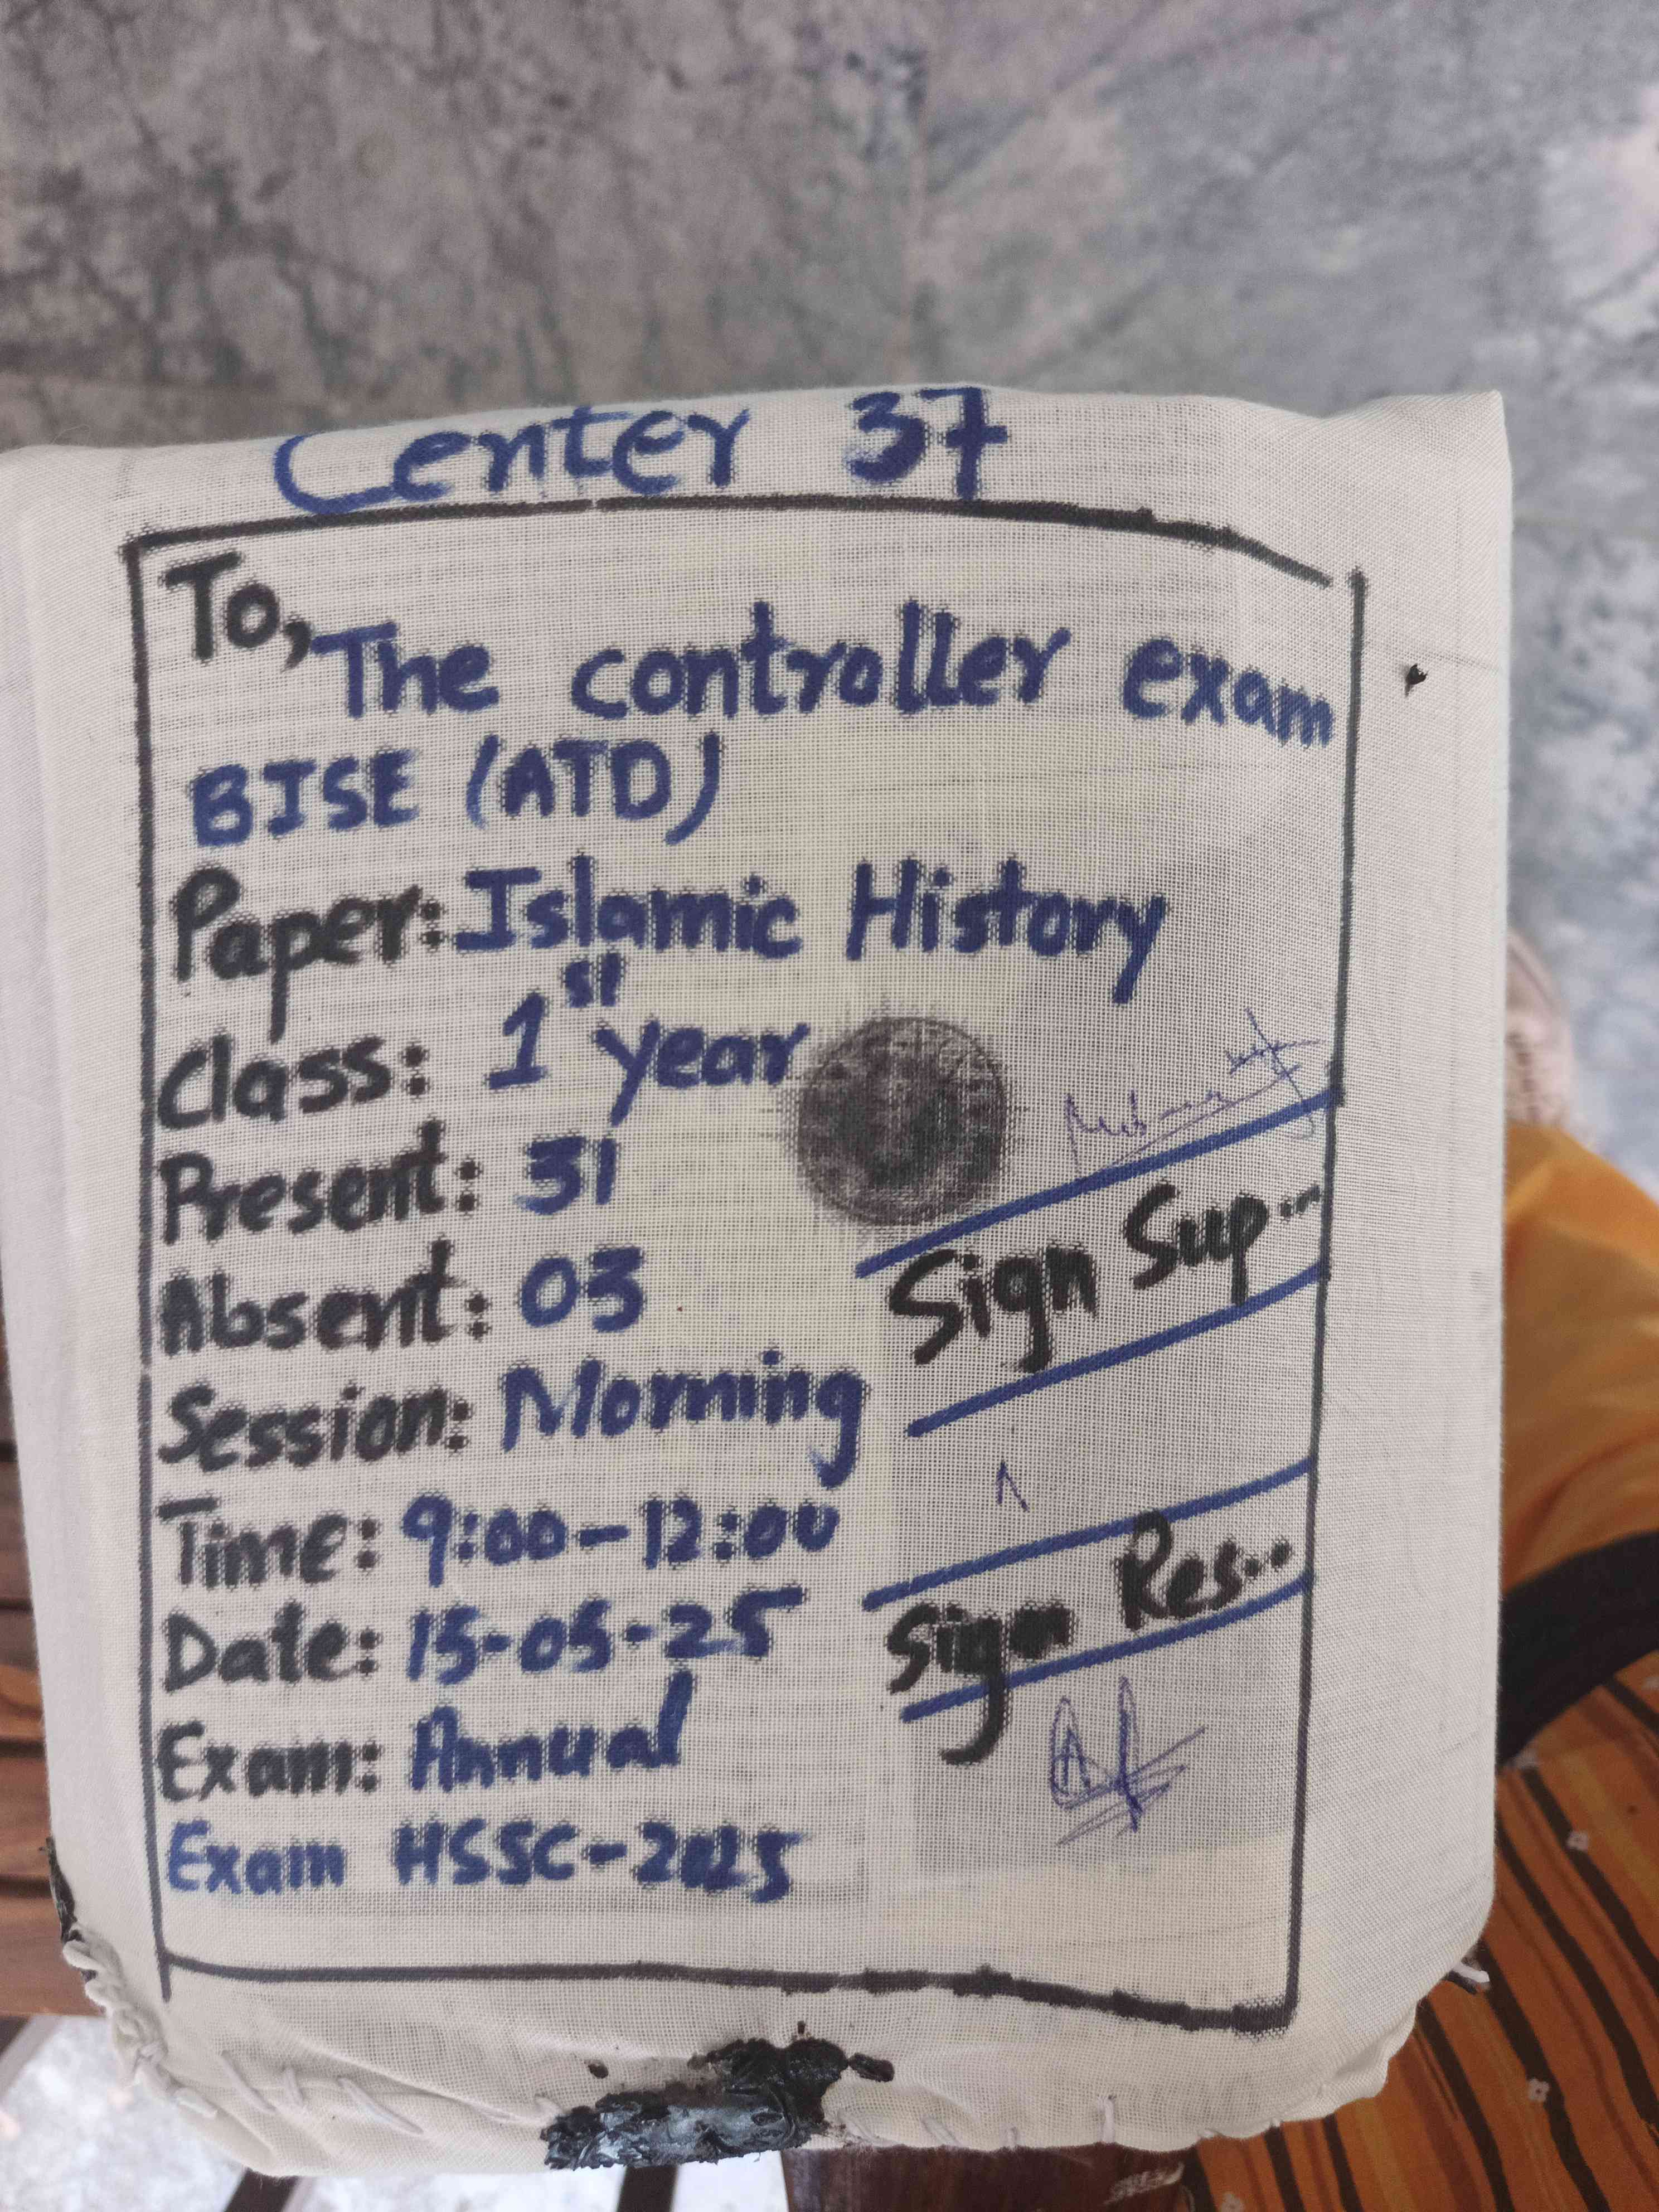 Center 37
To,
The controller exam
BISE (ATD)
Paper: Islamic History
Class: 1st year
Present: 31
Absent: 03
Sign Sup...
Session: Morning
Time: 9:00-12:00
Sign Res...
Date: 15-05-25
Exam: Annual
Exam HSSC-2025